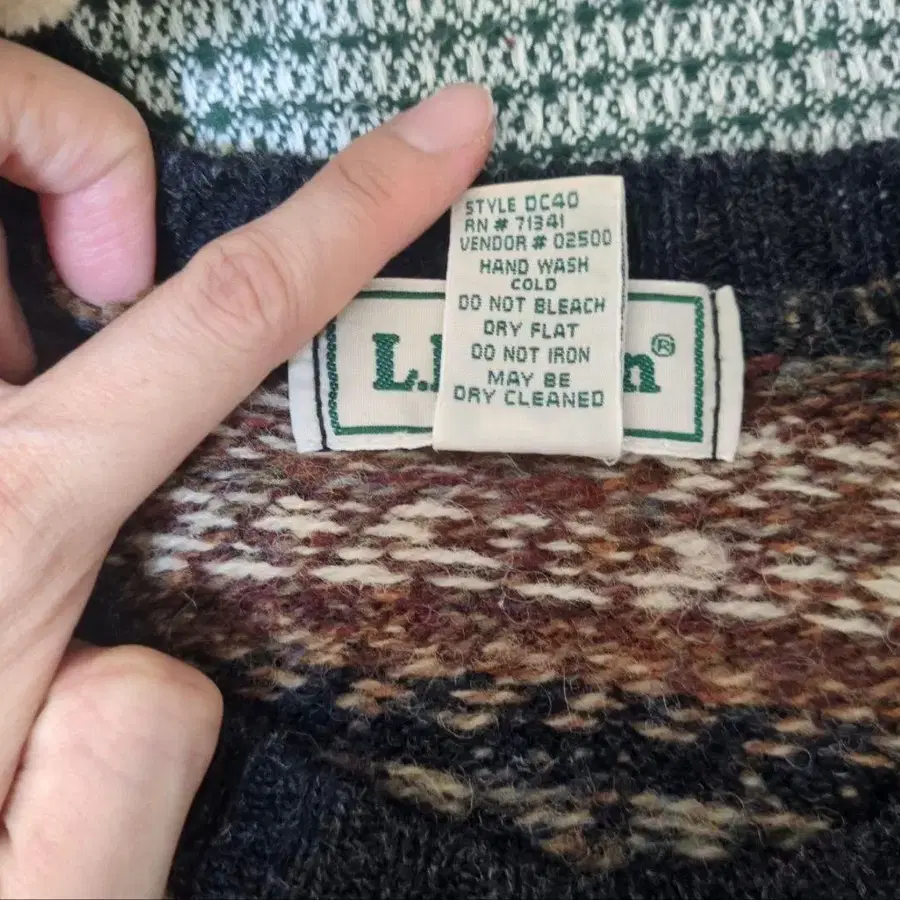 STYLE DC40
RN # 71341
VENDOR # 02500
HAND WASH
COLD
DO NOT BLEACH
DRY FLAT
DO NOT IRON
MAY BE
DRY CLEANED
L.
n®